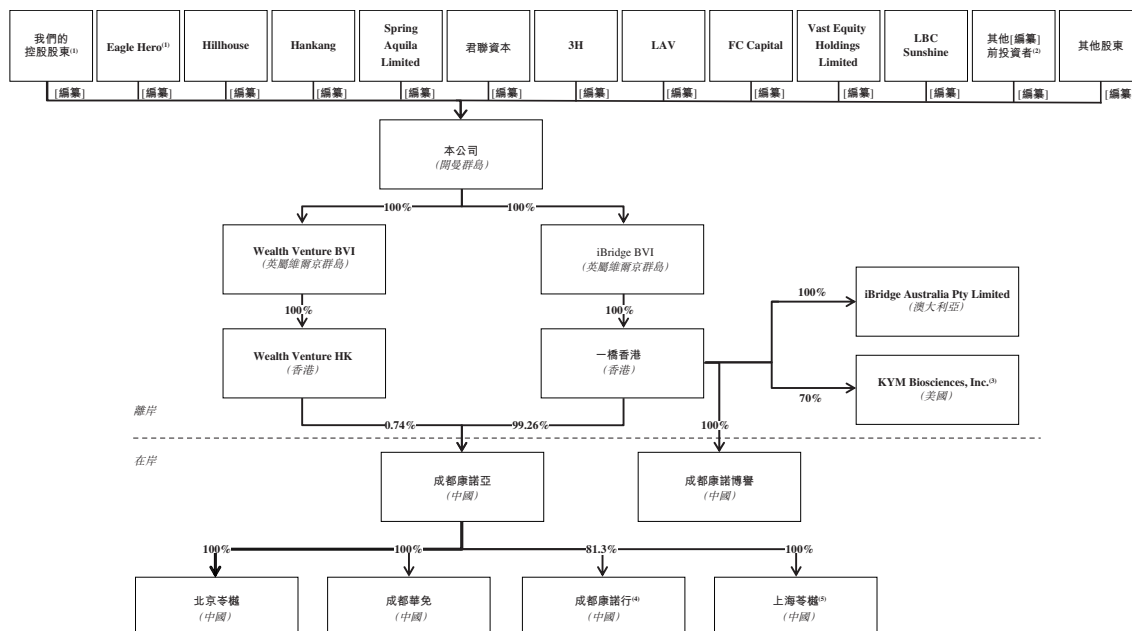 我們的
控股股東(1)
Eagle Hero(1)
Hillhouse
Hankang
Spring
Aquila
Limited
君聯資本
3H
LAV
FC Capital
Vast Equity
Holdings
Limited
LBC
Sunshine
其他[編纂]
前投資者(2)
其他股東
[編纂]
[編纂]
[編纂]
[編纂]
[編纂]
[編纂]
[編纂]
[編纂]
[編纂]
[編纂]
[編纂]
[編纂]
[編纂]
本公司
(開曼群島)
100%
100%
Wealth Venture BVI
(英屬維爾京群島)
iBridge BVI
(英屬維爾京群島)
100%
100%
100%
iBridge Australia Pty Limited
(澳大利亞)
Wealth Venture HK
(香港)
一橋香港
(香港)
KYM Biosciences, Inc.(3)
(美國)
70%
離岸
0.74%
99.26%
100%
在岸
成都康諾亞
(中國)
成都康諾博譽
(中國)
100%
100%
81.3%
100%
北京苓樾
(中國)
成都華免
(中國)
成都康諾行(4)
(中國)
上海苓樾(5)
(中國)